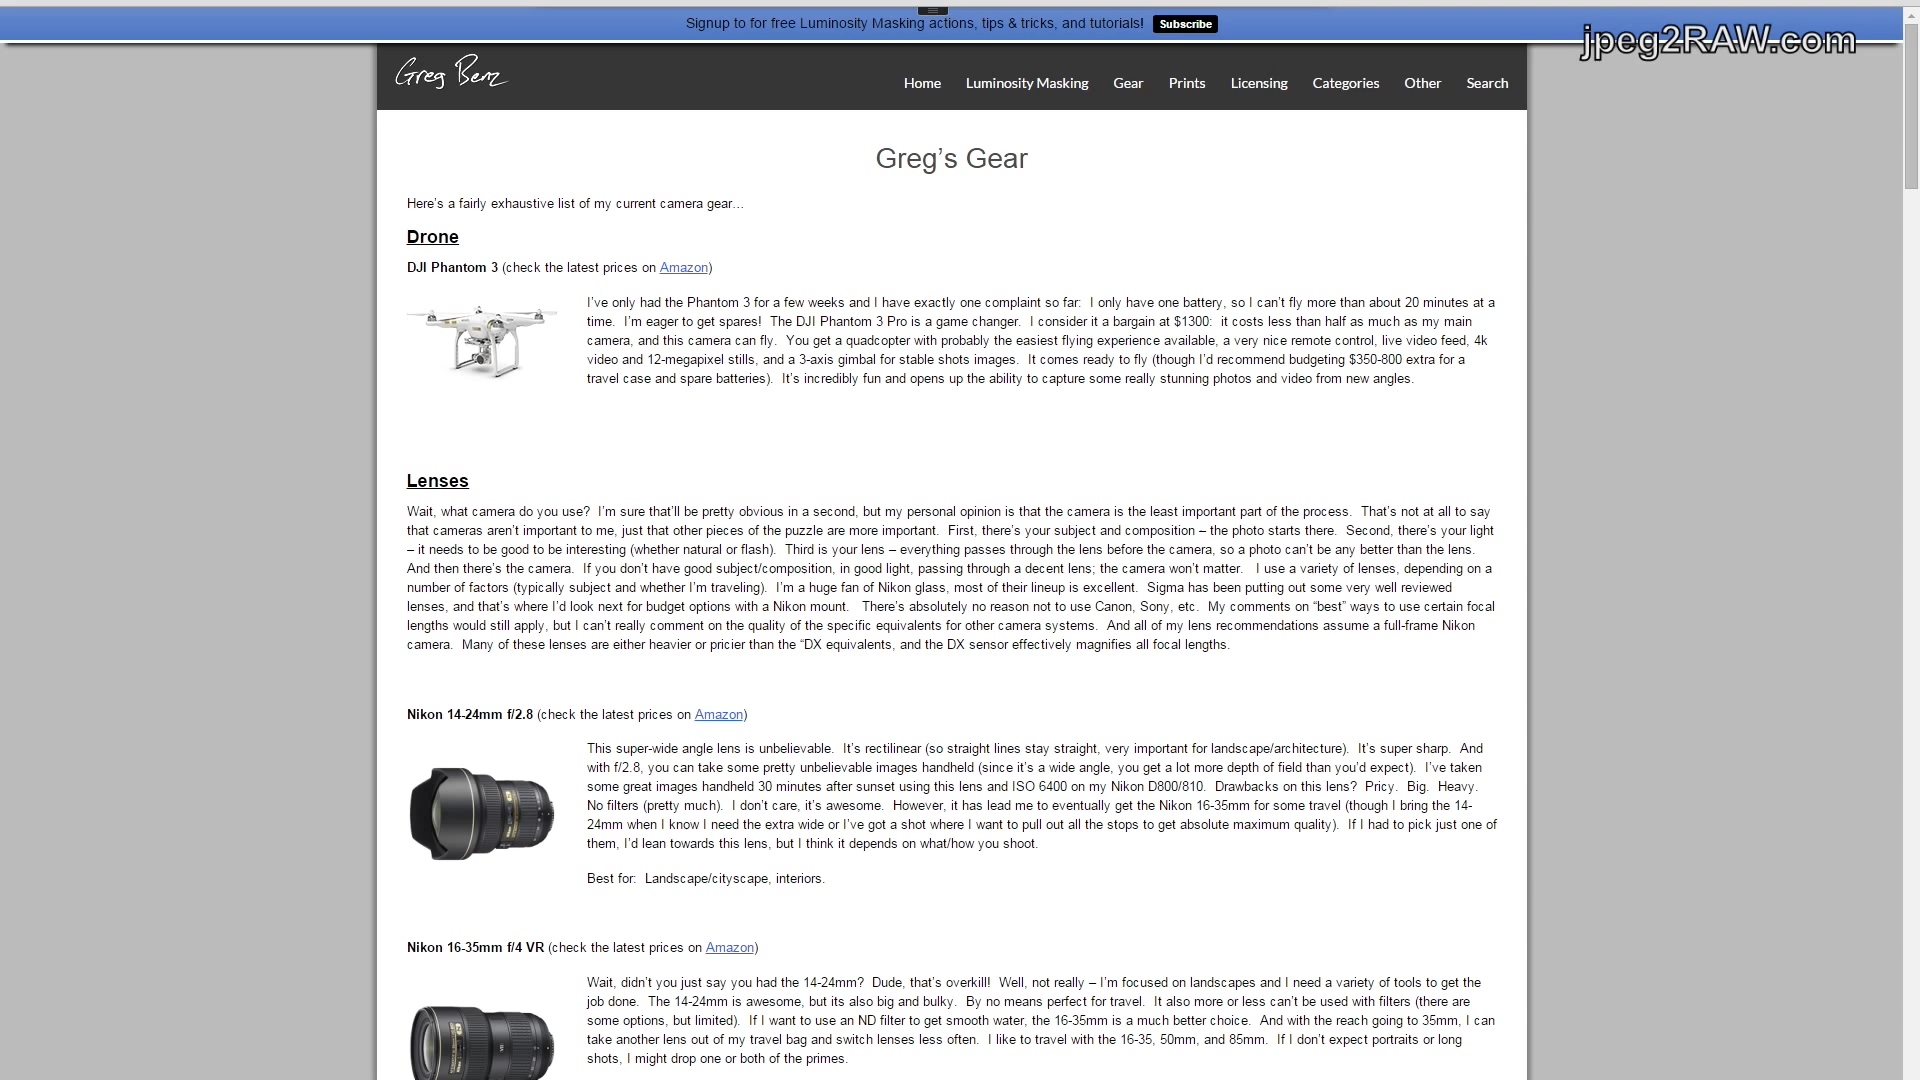 Signup to for free Luminosity Masking actions, tips & tricks, and tutorials! Subscribe
jpeg2RAW.com
Greg Benz
Home Luminosity Masking Gear Prints Licensing Categories Other Search
Greg’s Gear
Here’s a fairly exhaustive list of my current camera gear…
Drone
DJI Phantom 3 (check the latest prices on Amazon)
I’ve only had the Phantom 3 for a few weeks and I have exactly one complaint so far:  I only have one battery, so I can’t fly more than about 20 minutes at a
time.  I’m eager to get spares!  The DJI Phantom 3 Pro is a game changer.  I consider it a bargain at $1300:  it costs less than half as much as my main
camera, and this camera can fly.  You get a quadcopter with probably the easiest flying experience available, a very nice remote control, live video feed, 4k
video and 12-megapixel stills, and a 3-axis gimbal for stable shots images.  It comes ready to fly (though I’d recommend budgeting $350-800 extra for a
travel case and spare batteries).  It’s incredibly fun and opens up the ability to capture some really stunning photos and video from new angles.
Lenses
Wait, what camera do you use?  I’m sure that’ll be pretty obvious in a second, but my personal opinion is that the camera is the least important part of the process.  That’s not at all to say
that cameras aren’t important to me, just that other pieces of the puzzle are more important.  First, there’s your subject and composition – the photo starts there.  Second, there’s your light
– it needs to be good to be interesting (whether natural or flash).  Third is your lens – everything passes through the lens before the camera, so a photo can’t be any better than the lens.
And then there’s the camera.  If you don’t have good subject/composition, in good light, passing through a decent lens; the camera won’t matter.   I use a variety of lenses, depending on a
number of factors (typically subject and whether I’m traveling).  I’m a huge fan of Nikon glass, most of their lineup is excellent.  Sigma has been putting out some very well reviewed
lenses, and that’s where I’d look next for budget options with a Nikon mount.   There’s absolutely no reason not to use Canon, Sony, etc.  My comments on “best” ways to use certain focal
lengths would still apply, but I can’t really comment on the quality of the specific equivalents for other camera systems.  And all of my lens recommendations assume a full-frame Nikon
camera.  Many of these lenses are either heavier or pricier than the “DX equivalents, and the DX sensor effectively magnifies all focal lengths.
Nikon 14-24mm f/2.8 (check the latest prices on Amazon)
This super-wide angle lens is unbelievable.  It’s rectilinear (so straight lines stay straight, very important for landscape/architecture).  It’s super sharp.  And
with f/2.8, you can take some pretty unbelievable images handheld (since it’s a wide angle, you get a lot more depth of field than you’d expect).  I’ve taken
some great images handheld 30 minutes after sunset using this lens and ISO 6400 on my Nikon D800/810.  Drawbacks on this lens?  Pricy.  Big.  Heavy.
No filters (pretty much).  I don’t care, it’s awesome.  However, it has lead me to eventually get the Nikon 16-35mm for some travel (though I bring the 14-
24mm when I know I need the extra wide or I’ve got a shot where I want to pull out all the stops to get absolute maximum quality).  If I had to pick just one of
them, I’d lean towards this lens, but I think it depends on what/how you shoot.
Best for:  Landscape/cityscape, interiors.
Nikon 16-35mm f/4 VR (check the latest prices on Amazon)
Wait, didn’t you just say you had the 14-24mm?  Dude, that’s overkill!  Well, not really – I’m focused on landscapes and I need a variety of tools to get the
job done.  The 14-24mm is awesome, but its also big and bulky.  By no means perfect for travel.  It also more or less can’t be used with filters (there are
some options, but limited).  If I want to use an ND filter to get smooth water, the 16-35mm is a much better choice.  And with the reach going to 35mm, I can
take another lens out of my travel bag and switch lenses less often.  I like to travel with the 16-35, 50mm, and 85mm.  If I don’t expect portraits or long
shots, I might drop one or both of the primes.